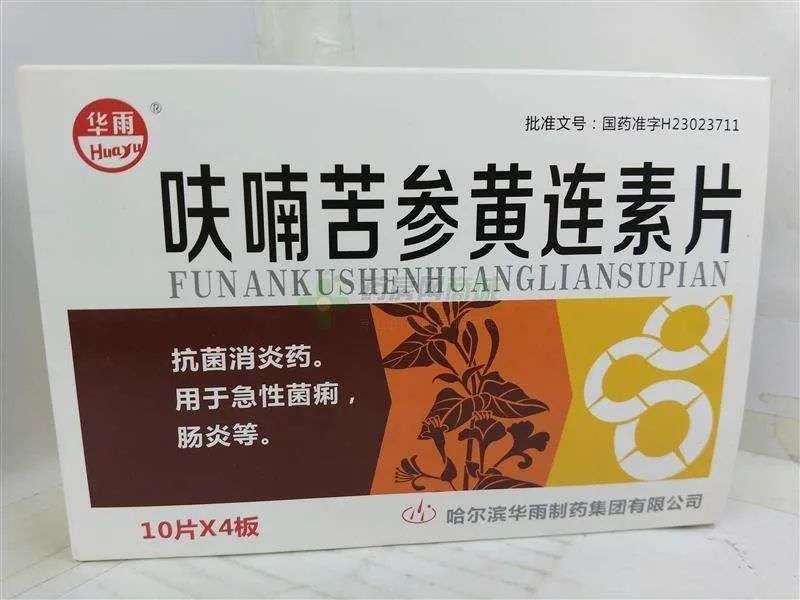 华雨
Huayu
®
批准文号：国药准字H23023711
呋喃苦参黄连素片
FUNANKUSHENHUANGLIANSUPIAN
抗菌消炎药。
用于急性菌痢，
肠炎等。
10片X4板
哈尔滨华雨制药集团有限公司